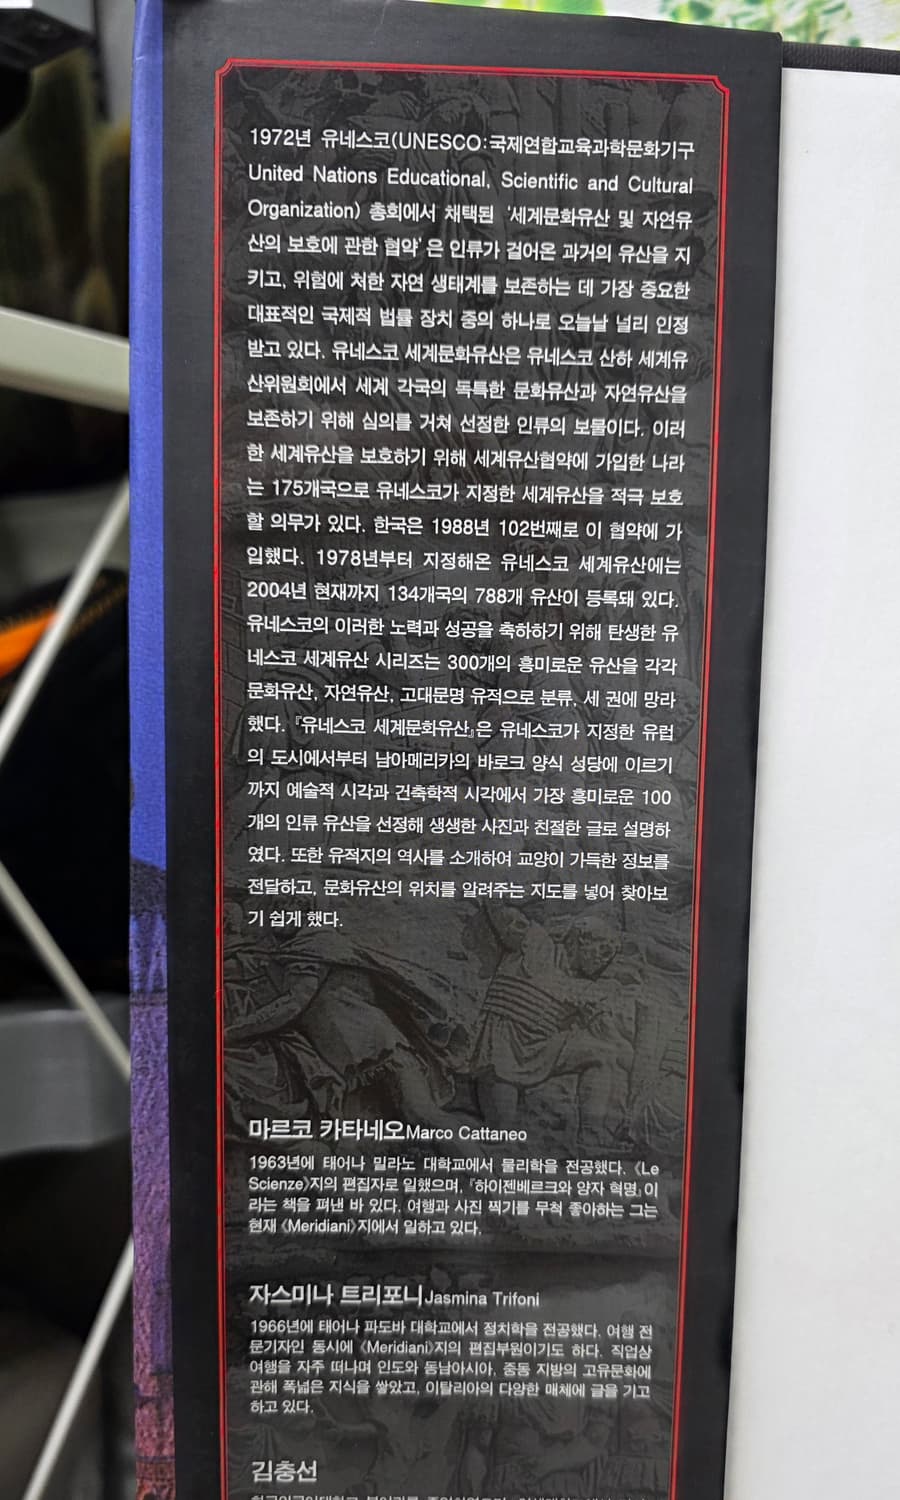 1972년 유네스코(UNESCO:국제연합교육과학문화기구
United Nations Educational, Scientific and Cultural
Organization) 총회에서 채택된 '세계문화유산 및 자연유
산의 보호에 관한 협약'은 인류가 걸어온 과거의 유산을 지
키고, 위험에 처한 자연 생태계를 보존하는 데 가장 중요한
대표적인 국제적 법률 장치 중의 하나로 오늘날 널리 인정
받고 있다. 유네스코 세계문화유산은 유네스코 산하 세계유
산위원회에서 세계 각국의 독특한 문화유산과 자연유산을
보존하기 위해 심의를 거쳐 선정한 인류의 보물이다. 이러
한 세계유산을 보호하기 위해 세계유산협약에 가입한 나라
는 175개국으로 유네스코가 지정한 세계유산을 적극 보호
할 의무가 있다. 한국은 1988년 102번째로 이 협약에 가
입했다. 1978년부터 지정해온 유네스코 세계유산에는
2004년 현재까지 134개국의 788개 유산이 등록돼 있다.
유네스코의 이러한 노력과 성공을 축하하기 위해 탄생한 유
네스코 세계유산 시리즈는 300개의 흥미로운 유산을 각각
문화유산, 자연유산, 고대문명 유적으로 분류, 세 권에 망라
했다. 『유네스코 세계문화유산』은 유네스코가 지정한 유럽
의 도시에서부터 남아메리카의 바로크 양식 성당에 이르기
까지 예술적 시각과 건축학적 시각에서 가장 흥미로운 100
개의 인류 유산을 선정해 생생한 사진과 친절한 글로 설명하
였다. 또한 유적지의 역사를 소개하여 교양이 가득한 정보를
전달하고, 문화유산의 위치를 알려주는 지도를 넣어 찾아보
기 쉽게 했다.
마르코 카타네오Marco Cattaneo
1963년에 태어나 밀라노 대학교에서 물리학을 전공했다. 《Le
Scienze》지의 편집자로 일했으며, 『하이젠베르크와 양자 혁명』이
라는 책을 펴낸 바 있다. 여행과 사진 찍기를 무척 좋아하는 그는
현재 《Meridiani》지에서 일하고 있다.
자스미나 트리포니Jasmina Trifoni
1966년에 태어나 파도바 대학교에서 정치학을 전공했다. 여행 전
문기자인 동시에 《Meridiani》지의 편집부원이기도 하다. 직업상
여행을 자주 떠나며 인도와 동남아시아, 중동 지방의 고유문화에
관해 폭넓은 지식을 쌓았고, 이탈리아의 다양한 매체에 글을 기고
하고 있다.
김충선